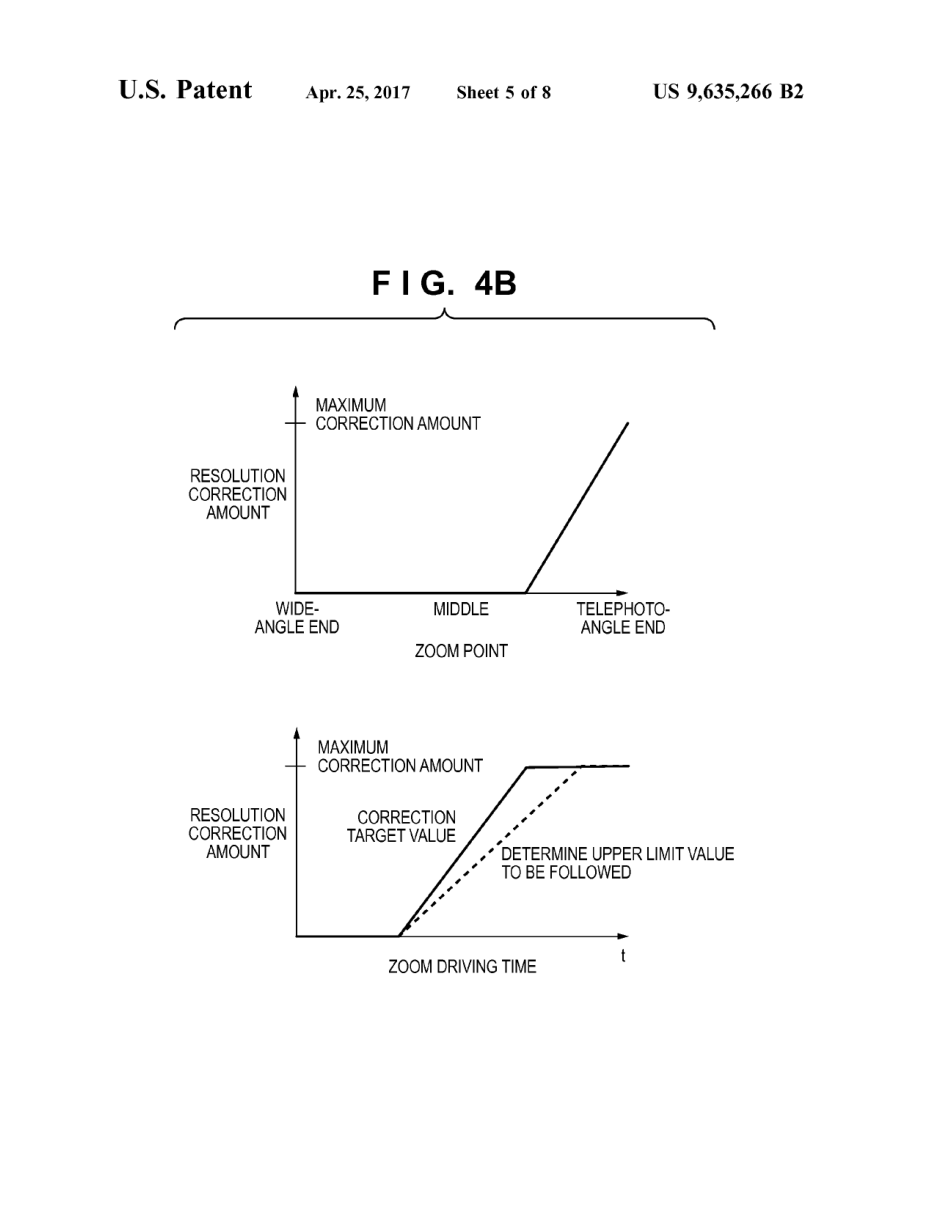 U.S. Patent Apr. 25, 2017 Sheet 5 of 8 US 9,635,266 B2
FIG. 4B
MAXIMUM
CORRECTION AMOUNT
RESOLUTION
CORRECTION
AMOUNT
WIDE-
ANGLE END
MIDDLE
TELEPHOTO-
ANGLE END
ZOOM POINT
MAXIMUM
CORRECTION AMOUNT
RESOLUTION
CORRECTION
AMOUNT
CORRECTION
TARGET VALUE
DETERMINE UPPER LIMIT VALUE
TO BE FOLLOWED
t
ZOOM DRIVING TIME